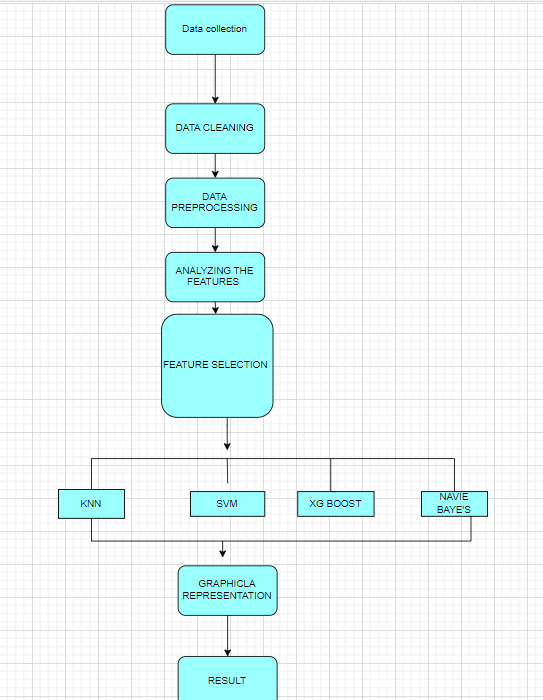 Data collection
DATA CLEANING
DATA
PREPROCESSING
ANALYZING THE
FEATURES
FEATURE SELECTION
KNN
SVM
XG BOOST
NAVIE
BAYE'S
GRAPHICLA
REPRESENTATION
RESULT